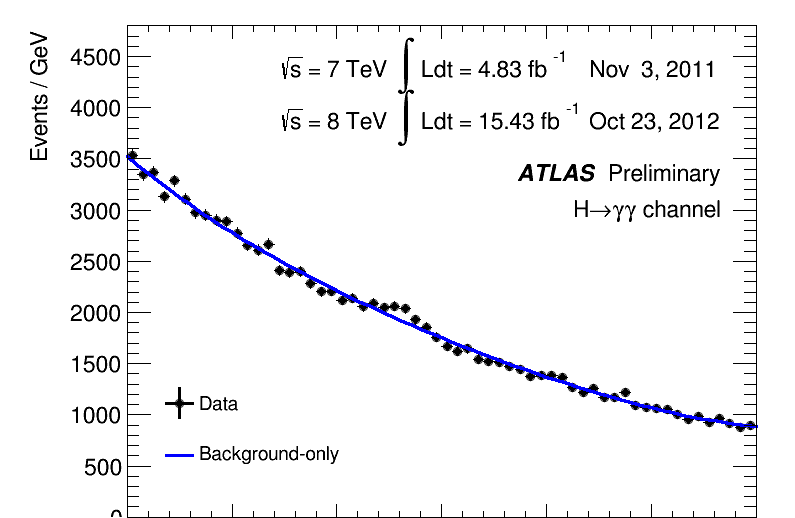 Events / GeV
4500
4000
3500
3000
2500
2000
1500
1000
500
0
√s = 7 TeV ∫ Ldt = 4.83 fb⁻¹ Nov 3, 2011
√s = 8 TeV ∫ Ldt = 15.43 fb⁻¹ Oct 23, 2012
ATLAS Preliminary
H→γγ channel
Data
Background-only